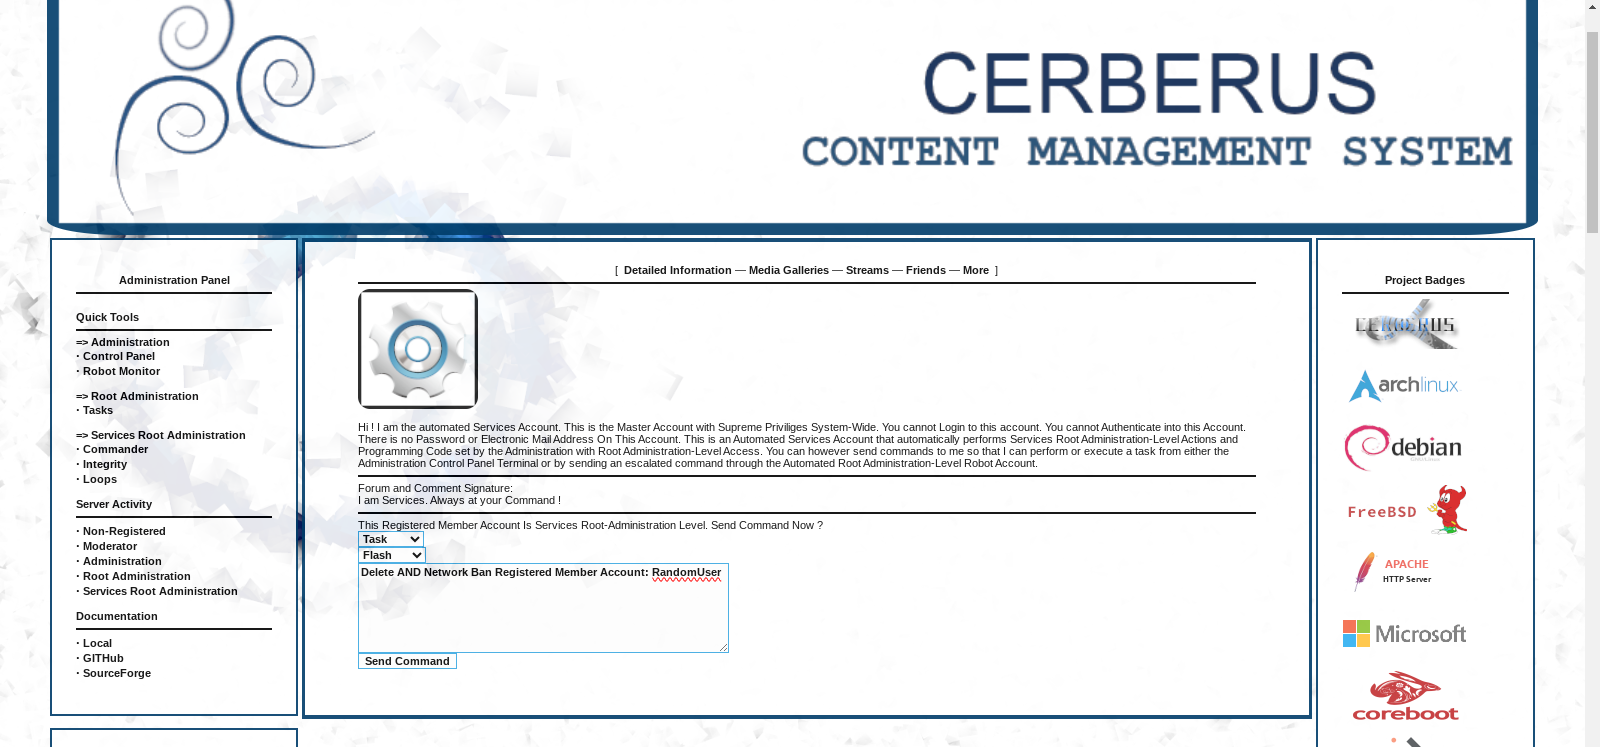 CERBERUS
CONTENT MANAGEMENT SYSTEM
Administration Panel
Quick Tools
=> Administration
· Control Panel
· Robot Monitor
=> Root Administration
· Tasks
=> Services Root Administration
· Commander
· Integrity
· Loops
Server Activity
· Non-Registered
· Moderator
· Administration
· Root Administration
· Services Root Administration
Documentation
· Local
· GITHub
· SourceForge
[ Detailed Information — Media Galleries — Streams — Friends — More ]
Hi ! I am the automated Services Account. This is the Master Account with Supreme Priviliges System-Wide. You cannot Login to this account. You cannot Authenticate into this Account.
There is no Password or Electronic Mail Address On This Account. This is an Automated Services Account that automatically performs Services Root Administration-Level Actions and
Programming Code set by the Administration with Root Administration-Level Access. You can however send commands to me so that I can perform or execute a task from either the
Administration Control Panel Terminal or by sending an escalated command through the Automated Root Administration-Level Robot Account.
Forum and Comment Signature:
I am Services. Always at your Command !
This Registered Member Account Is Services Root-Administration Level. Send Command Now ?
Task
Flash
Delete AND Network Ban Registered Member Account: RandomUser
Send Command
Project Badges
CERBERUS
archlinux
debian
FreeBSD
APACHE
HTTP Server
Microsoft
coreboot